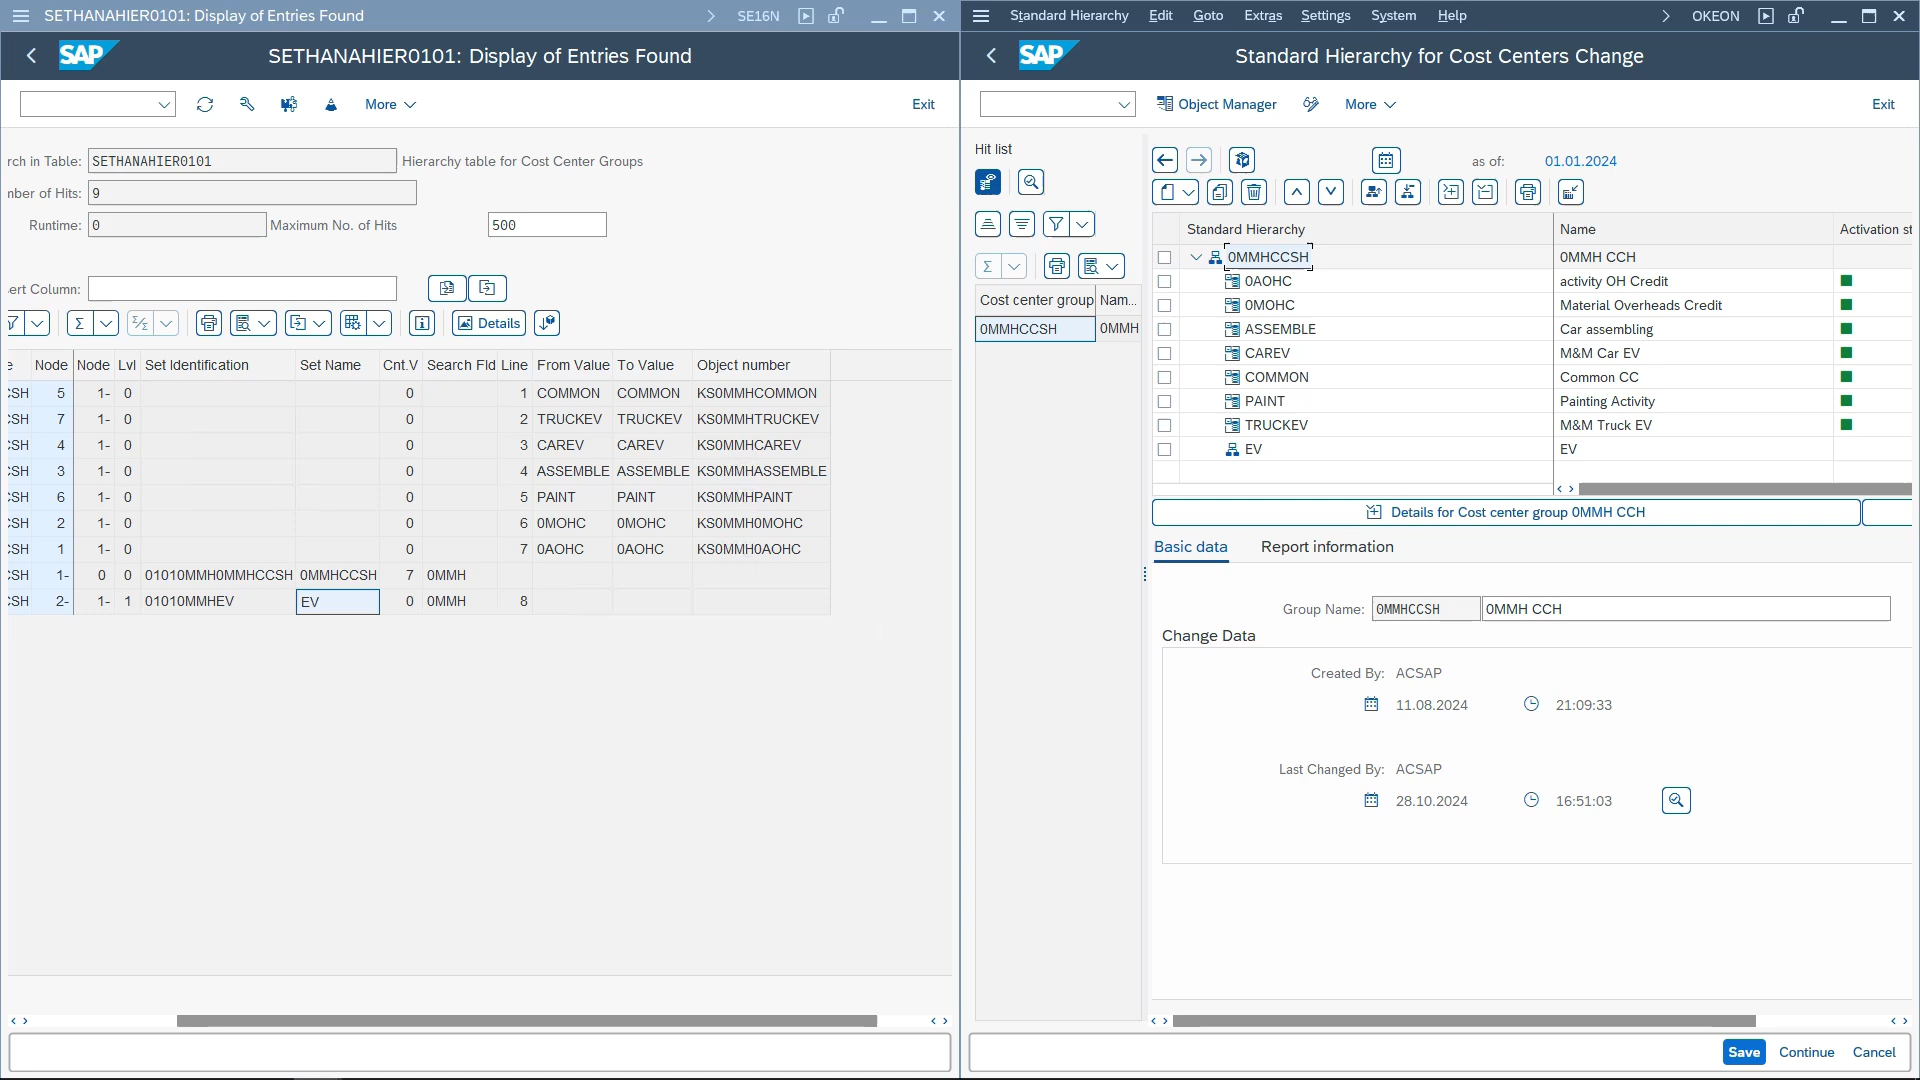 SETHANAHIER0101: Display of Entries Found
SE16N
SAP
SETHANAHIER0101: Display of Entries Found
More
Exit
rch in Table: SETHANAHIER0101 Hierarchy table for Cost Center Groups
nber of Hits: 9
Runtime: 0 Maximum No. of Hits 500
ert Column:
Details
e Node Node Lvl Set Identification Set Name Cnt.V Search Fld Line From Value To Value Object number
CSH 5 1- 0 0 1 COMMON COMMON KS0MMHCOMMON
CSH 7 1- 0 0 2 TRUCKEV TRUCKEV KS0MMHTRUCKEV
CSH 4 1- 0 0 3 CAREV CAREV KS0MMHCAREV
CSH 3 1- 0 0 4 ASSEMBLE ASSEMBLE KS0MMHASSEMBLE
CSH 6 1- 0 0 5 PAINT PAINT KS0MMHPAINT
CSH 2 1- 0 0 6 0MOHC 0MOHC KS0MMH0MOHC
CSH 1 1- 0 0 7 0AOHC 0AOHC KS0MMH0AOHC
CSH 1- 0 0 01010MMH0MMHCCSH 0MMHCCSH 7 0MMH
CSH 2- 1- 1 01010MMHEV EV 0 0MMH 8
Standard Hierarchy Edit Goto Extras Settings System Help
OKEON
SAP
Standard Hierarchy for Cost Centers Change
Object Manager
More
Exit
Hit list
Cost center group Nam...
0MMHCCSH 0MMH
as of: 01.01.2024
Standard Hierarchy Name Activation st
0MMHCCSH 0MMH CCH
0AOHC activity OH Credit
0MOHC Material Overheads Credit
ASSEMBLE Car assembling
CAREV M&M Car EV
COMMON Common CC
PAINT Painting Activity
TRUCKEV M&M Truck EV
EV EV
Details for Cost center group 0MMH CCH
Basic data Report information
Group Name: 0MMHCCSH 0MMH CCH
Change Data
Created By: ACSAP
11.08.2024 21:09:33
Last Changed By: ACSAP
28.10.2024 16:51:03
Save Continue Cancel